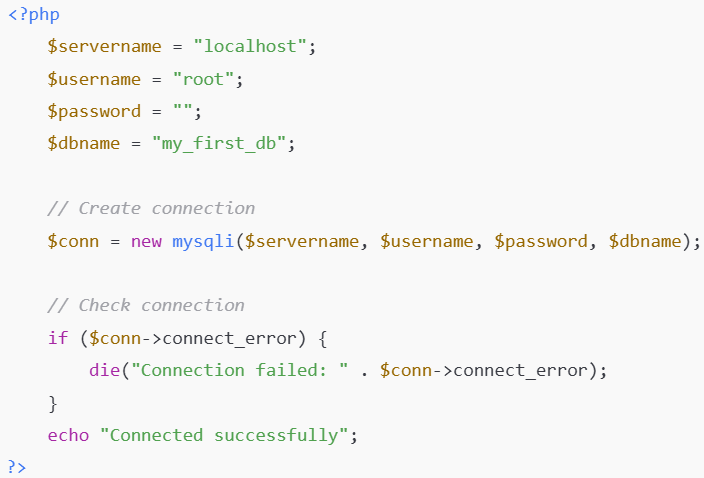 <?php
    $servername = "localhost";
    $username = "root";
    $password = "";
    $dbname = "my_first_db";

    // Create connection
    $conn = new mysqli($servername, $username, $password, $dbname);

    // Check connection
    if ($conn->connect_error) {
        die("Connection failed: " . $conn->connect_error);
    }
    echo "Connected successfully";
?>